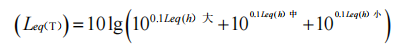 (Leq(T)) = 10lg(10^0.1Leq(h) 大 + 10^0.1Leq(h) 中 + 10^0.1Leq(h) 小)